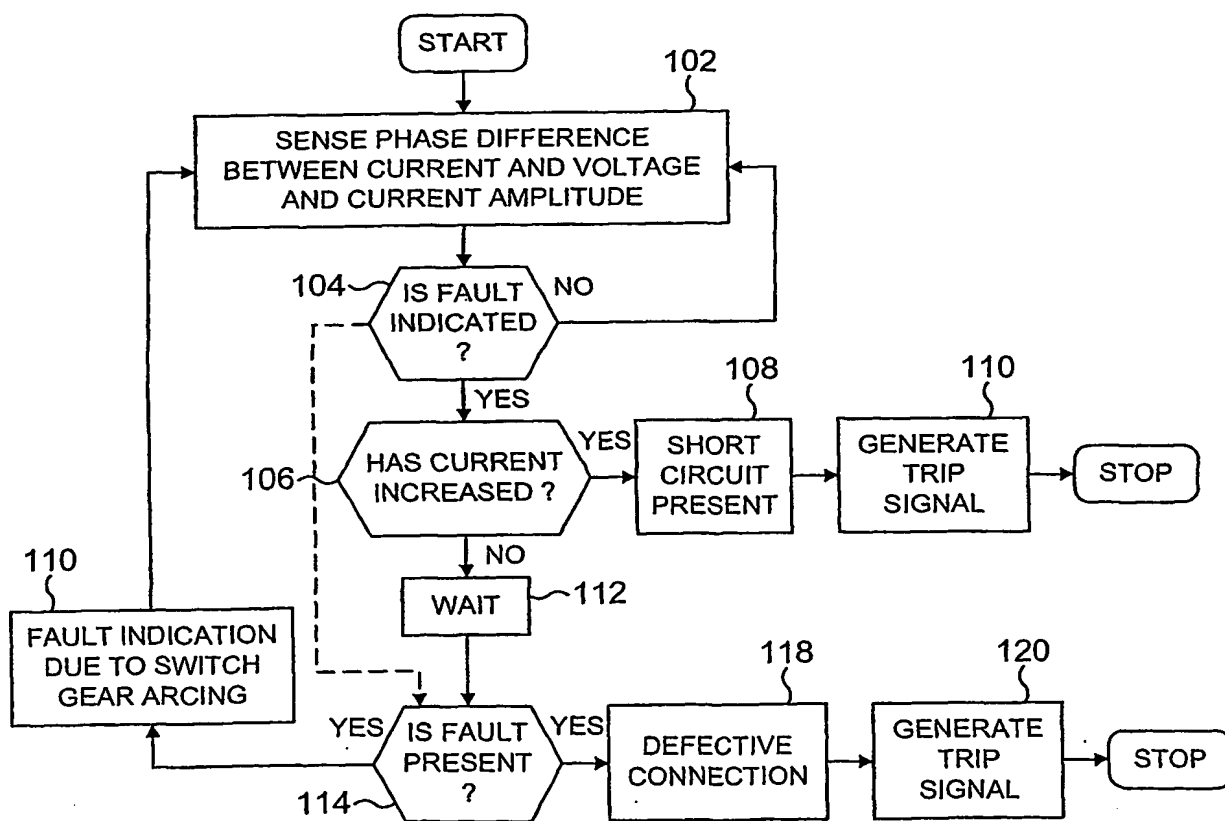 START
102
SENSE PHASE DIFFERENCE
BETWEEN CURRENT AND VOLTAGE
AND CURRENT AMPLITUDE
104
IS FAULT
INDICATED
?
NO
YES
106
HAS CURRENT
INCREASED ?
YES
108
SHORT
CIRCUIT
PRESENT
110
GENERATE
TRIP
SIGNAL
STOP
NO
WAIT
112
110
FAULT INDICATION
DUE TO SWITCH
GEAR ARCING
YES
IS FAULT
PRESENT
?
114
YES
118
DEFECTIVE
CONNECTION
120
GENERATE
TRIP
SIGNAL
STOP